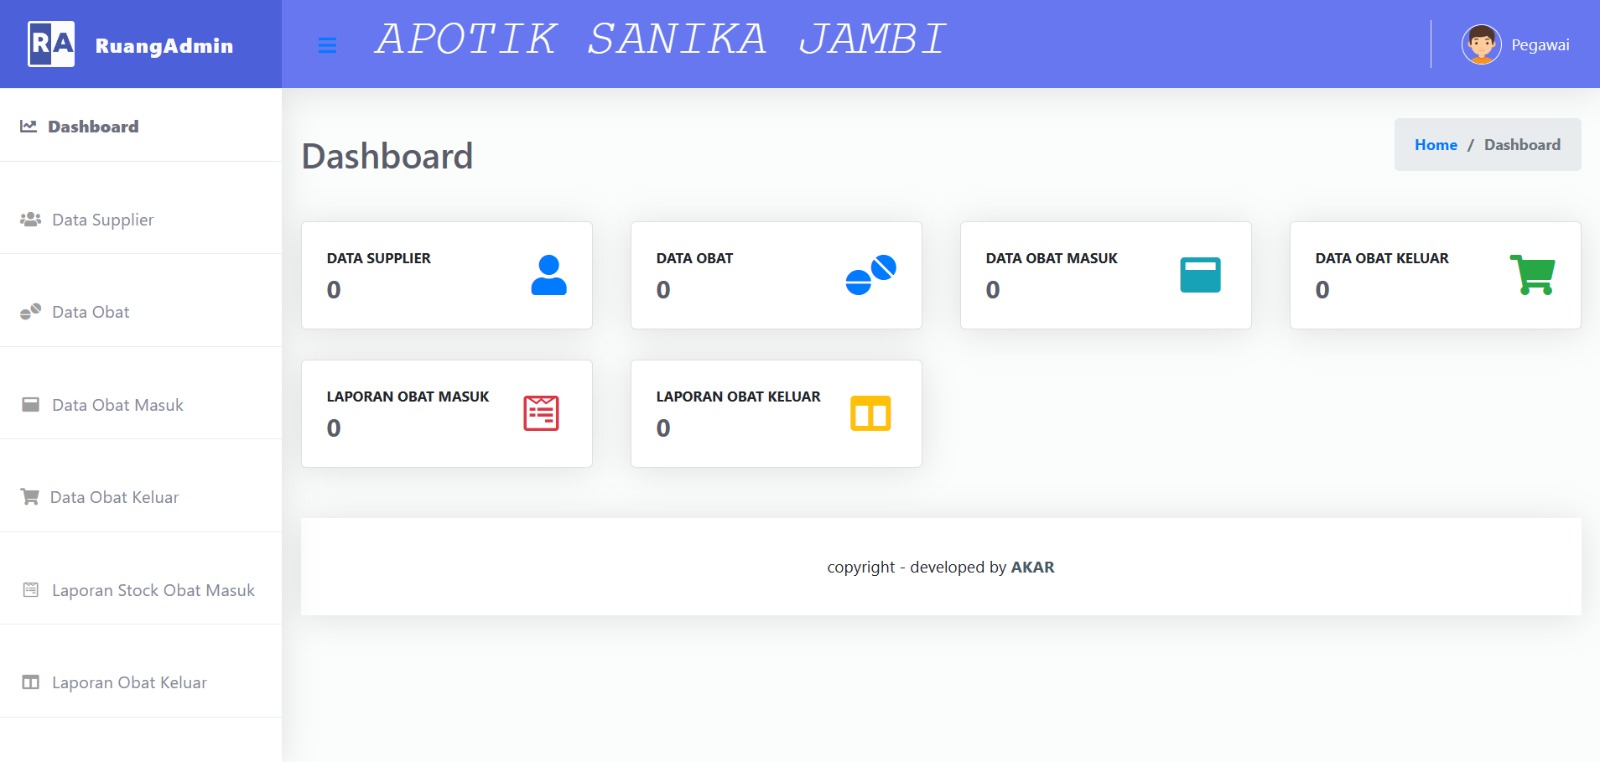 RA RuangAdmin
APOTIK SANIKA JAMBI
Pegawai
Dashboard
Data Supplier
Data Obat
Data Obat Masuk
Data Obat Keluar
Laporan Stock Obat Masuk
Laporan Obat Keluar
Dashboard
Home / Dashboard
DATA SUPPLIER
0
DATA OBAT
0
DATA OBAT MASUK
0
DATA OBAT KELUAR
0
LAPORAN OBAT MASUK
0
LAPORAN OBAT KELUAR
0
copyright - developed by AKAR